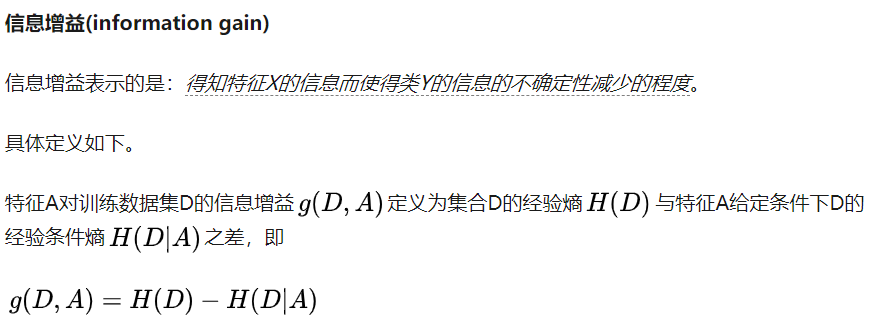 信息增益(information gain)
信息增益表示的是：得知特征X的信息而使得类Y的信息的不确定性减少的程度。
具体定义如下。
特征A对训练数据集D的信息增益 g(D, A) 定义为集合D的经验熵 H(D) 与特征A给定条件下D的
经验条件熵 H(D|A) 之差，即
g(D, A) = H(D) − H(D|A)